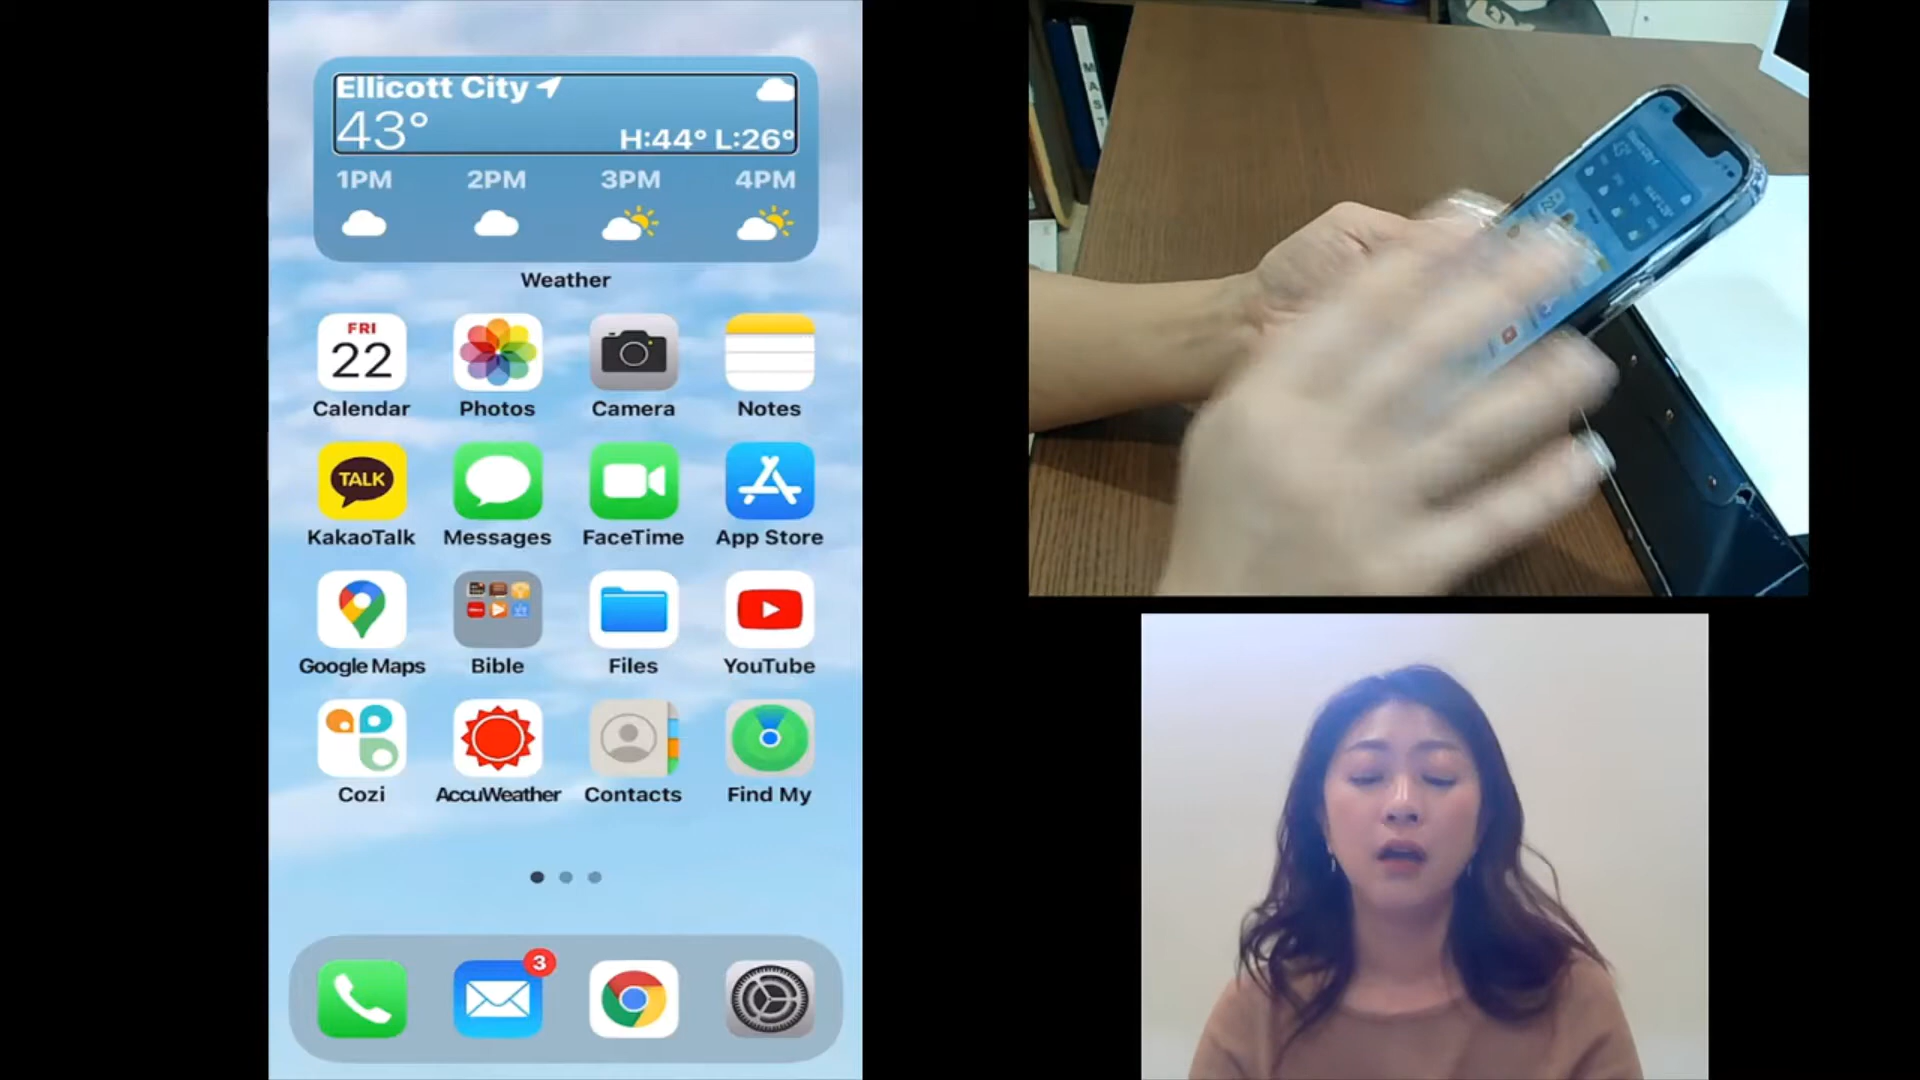 Ellicott City
43°
H:44° L:26°
1PM 2PM 3PM 4PM
Weather
FRI
22
Calendar Photos Camera Notes
TALK
KakaoTalk Messages FaceTime App Store
Google Maps Bible Files YouTube
Cozi AccuWeather Contacts Find My
3
MAST